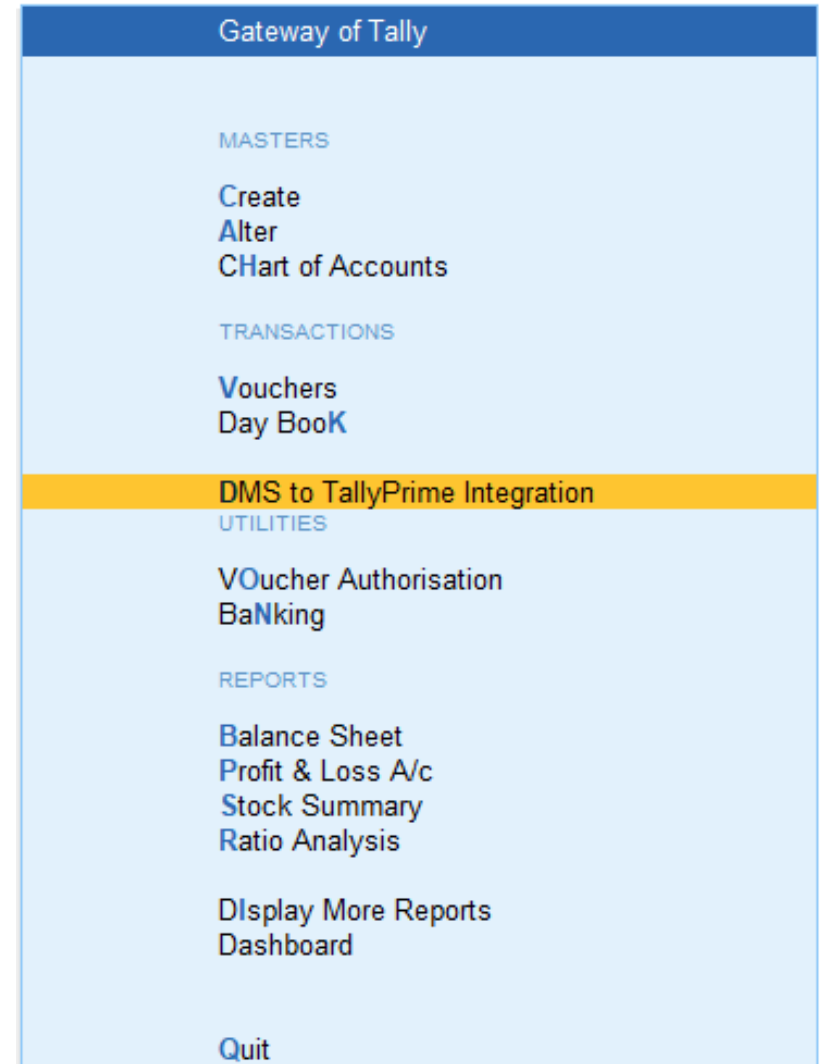 Gateway of Tally
MASTERS
Create
Alter
CHart of Accounts
TRANSACTIONS
Vouchers
Day BooK
DMS to TallyPrime Integration
UTILITIES
VOucher Authorisation
BaNking
REPORTS
Balance Sheet
Profit & Loss A/c
Stock Summary
Ratio Analysis
DIsplay More Reports
Dashboard
Quit